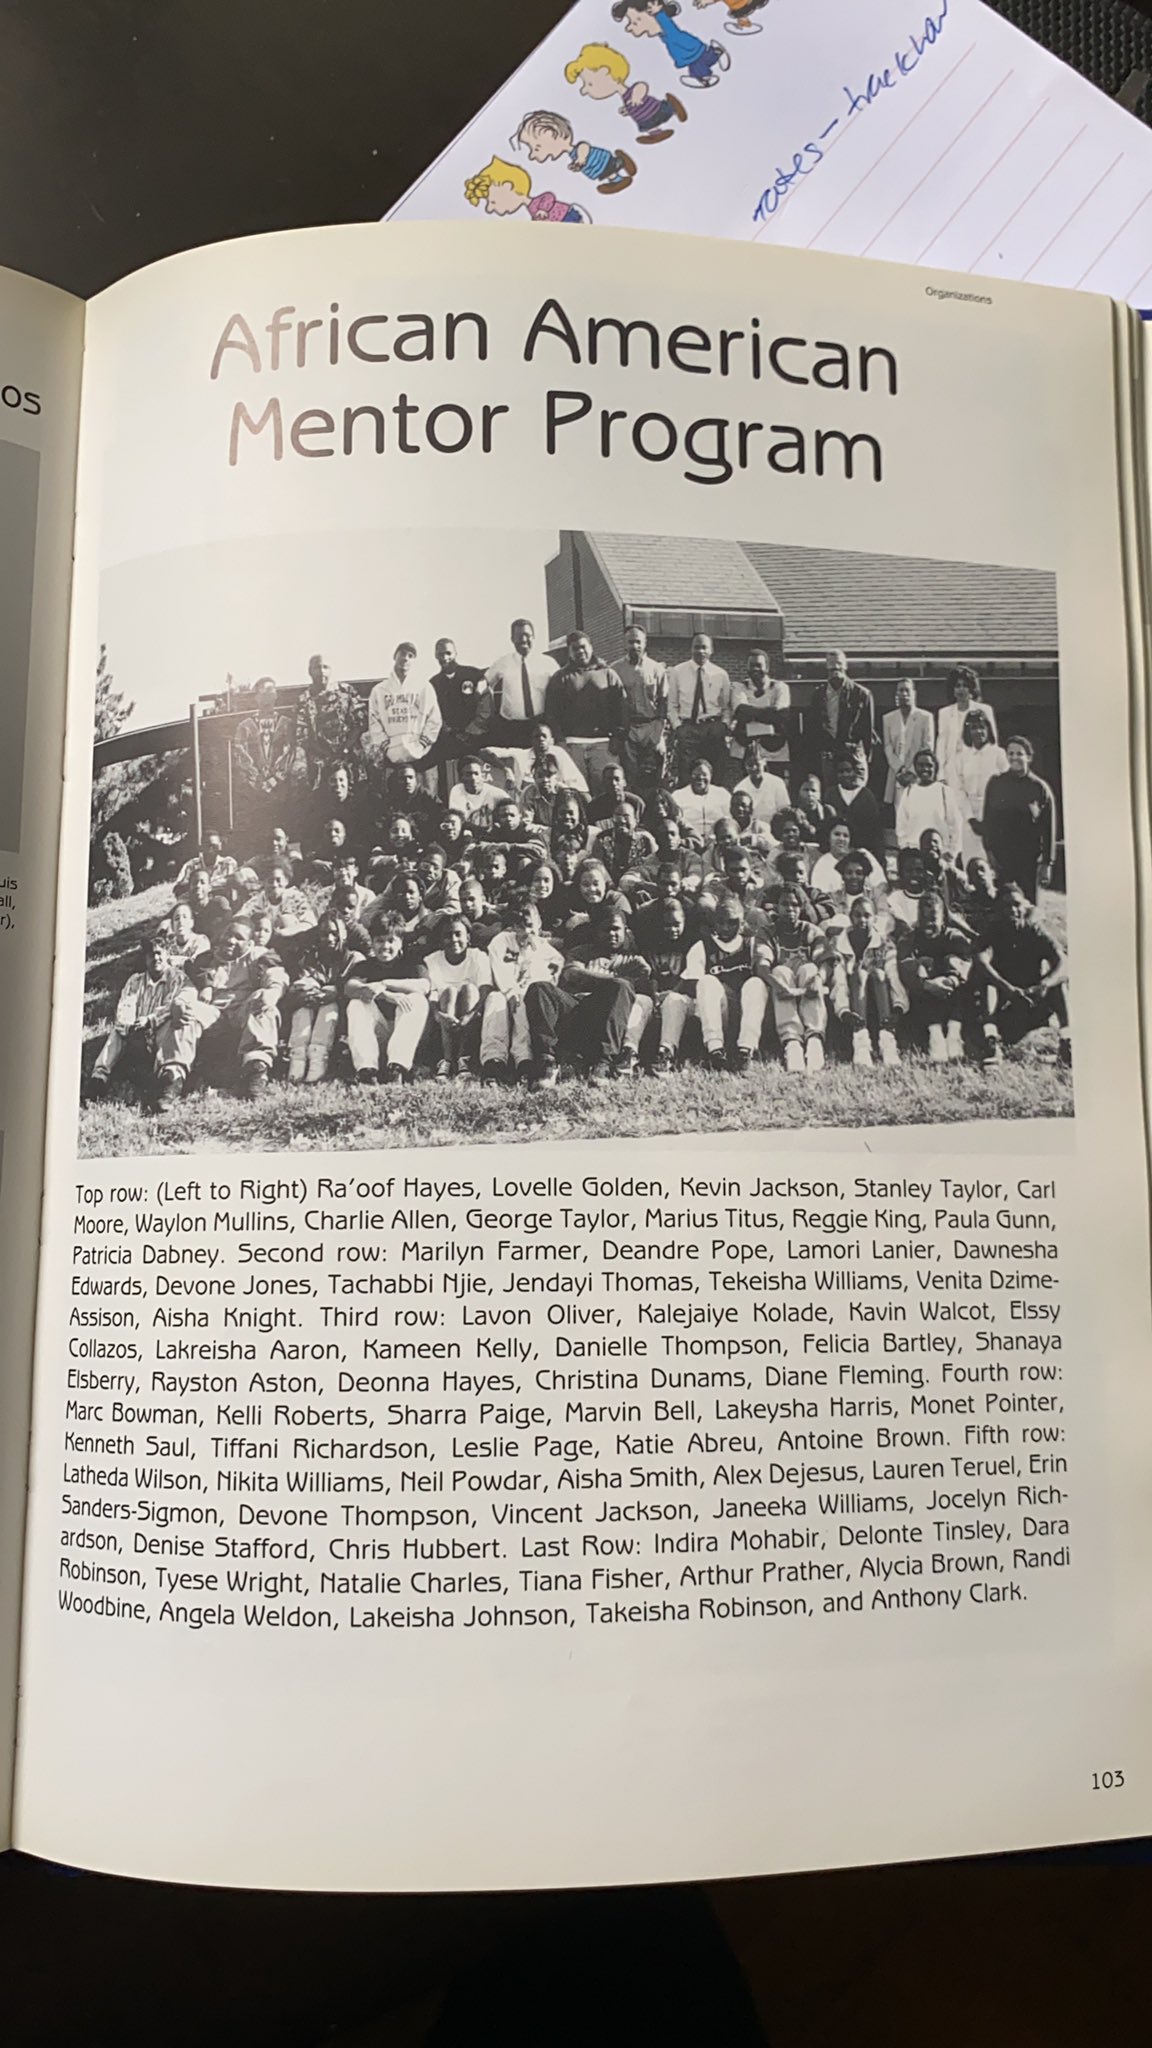 notes - trackha
Organizations
African American
Mentor Program
os
uis
all,
r),
Top row: (Left to Right) Ra'oof Hayes, Lovelle Golden, Kevin Jackson, Stanley Taylor, Carl
Moore, Waylon Mullins, Charlie Allen, George Taylor, Marius Titus, Reggie King, Paula Gunn,
Patricia Dabney. Second row: Marilyn Farmer, Deandre Pope, Lamori Lanier, Dawnesha
Edwards, Devone Jones, Tachabbi Njie, Jendayi Thomas, Tekeisha Williams, Venita Dzime-
Assison, Aisha Knight. Third row: Lavon Oliver, Kalejaiye Kolade, Kavin Walcot, Elssy
Collazos, Lakreisha Aaron, Kameen Kelly, Danielle Thompson, Felicia Bartley, Shanaya
Elsberry, Rayston Aston, Deonna Hayes, Christina Dunams, Diane Fleming. Fourth row:
Marc Bowman, Kelli Roberts, Sharra Paige, Marvin Bell, Lakeysha Harris, Monet Pointer,
Kenneth Saul, Tiffani Richardson, Leslie Page, Katie Abreu, Antoine Brown. Fifth row:
Latheda Wilson, Nikita Williams, Neil Powdar, Aisha Smith, Alex Dejesus, Lauren Teruel, Erin
Sanders-Sigmon, Devone Thompson, Vincent Jackson, Janeeka Williams, Jocelyn Rich-
ardson, Denise Stafford, Chris Hubbert. Last Row: Indira Mohabir, Delonte Tinsley, Dara
Robinson, Tyese Wright, Natalie Charles, Tiana Fisher, Arthur Prather, Alycia Brown, Randi
Woodbine, Angela Weldon, Lakeisha Johnson, Takeisha Robinson, and Anthony Clark.
103